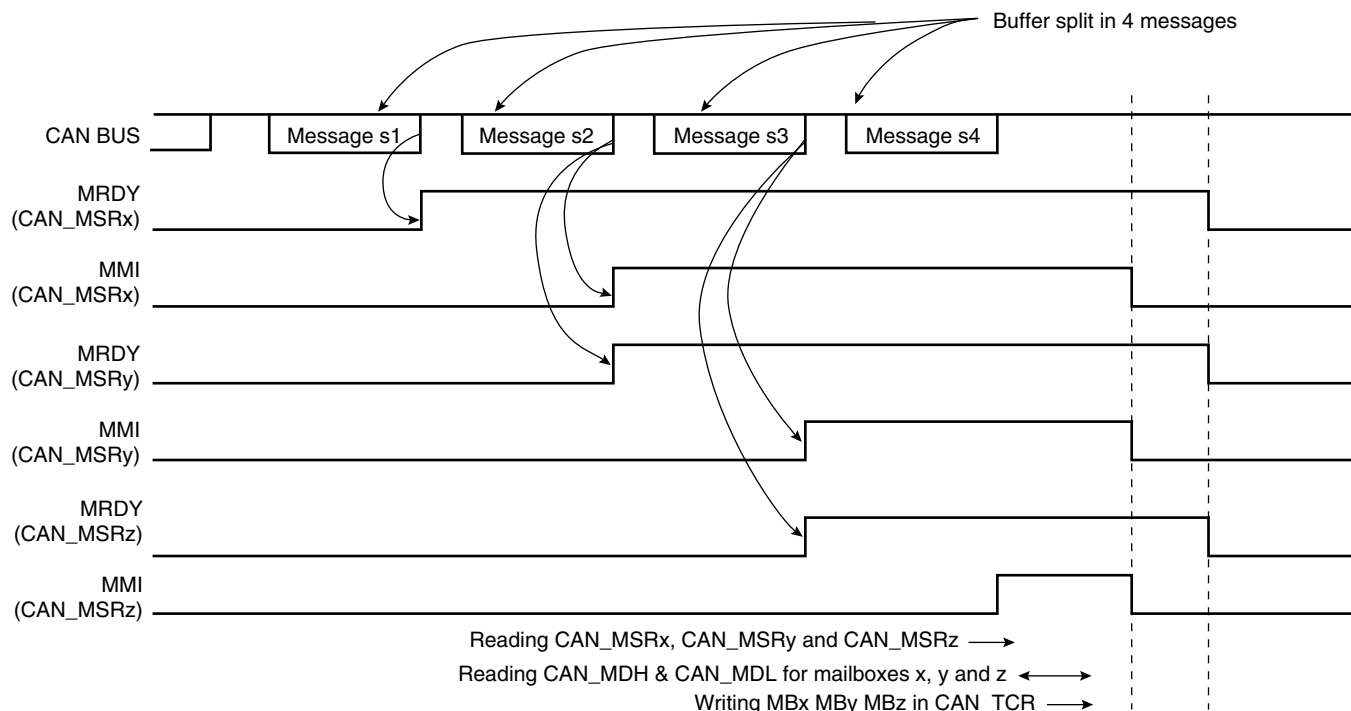 Buffer split in 4 messages
CAN BUS
Message s1
Message s2
Message s3
Message s4
MRDY
(CAN_MSRx)
MMI
(CAN_MSRx)
MRDY
(CAN_MSRy)
MMI
(CAN_MSRy)
MRDY
(CAN_MSRz)
MMI
(CAN_MSRz)
Reading CAN_MSRx, CAN_MSRy and CAN_MSRz
Reading CAN_MDH & CAN_MDL for mailboxes x, y and z
Writing MBx MBy MBz in CAN_TCR